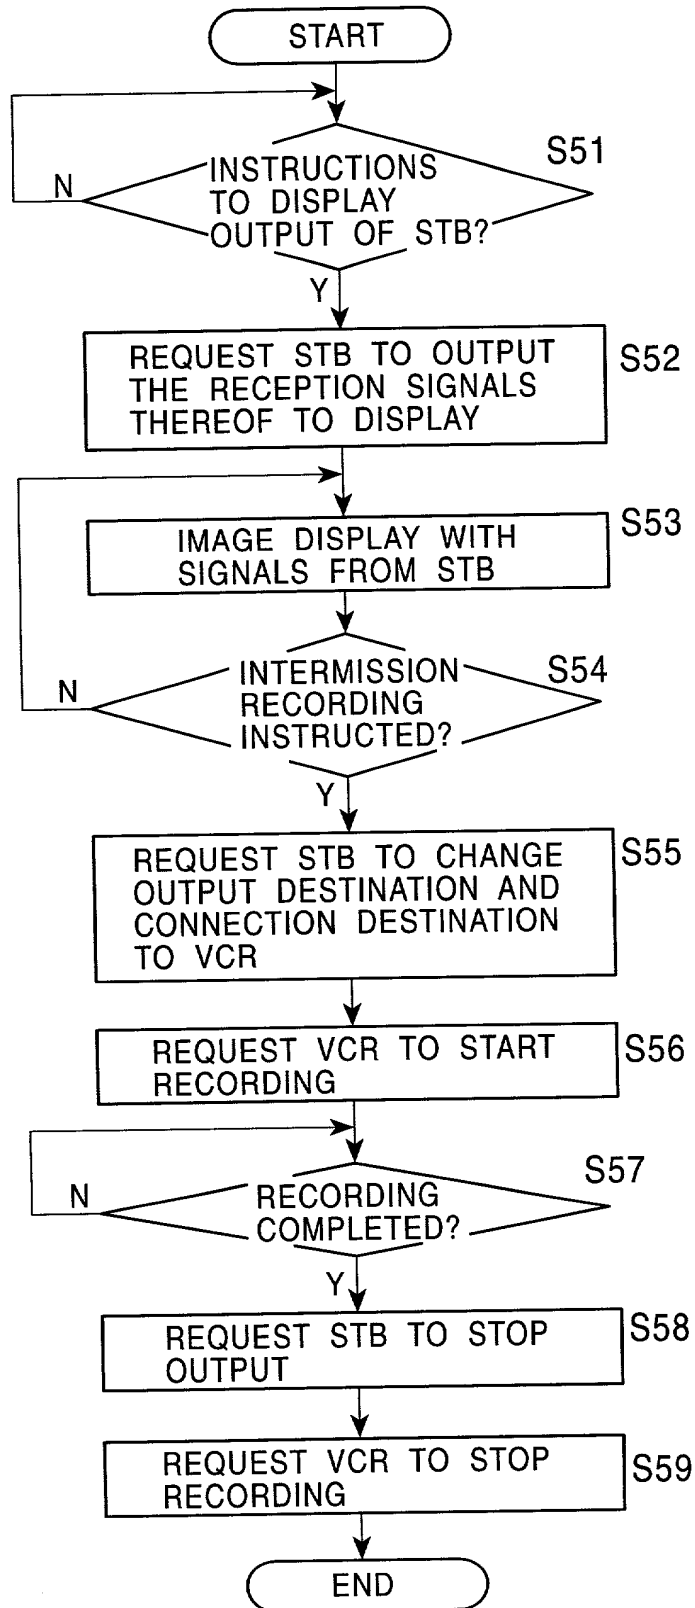 START
INSTRUCTIONS
TO DISPLAY
OUTPUT OF STB?
S51
N
Y
REQUEST STB TO OUTPUT
THE RECEPTION SIGNALS
THEREOF TO DISPLAY
S52
IMAGE DISPLAY WITH
SIGNALS FROM STB
S53
INTERMISSION
RECORDING
INSTRUCTED?
S54
N
Y
REQUEST STB TO CHANGE
OUTPUT DESTINATION AND
CONNECTION DESTINATION
TO VCR
S55
REQUEST VCR TO START
RECORDING
S56
RECORDING
COMPLETED?
S57
N
Y
REQUEST STB TO STOP
OUTPUT
S58
REQUEST VCR TO STOP
RECORDING
S59
END